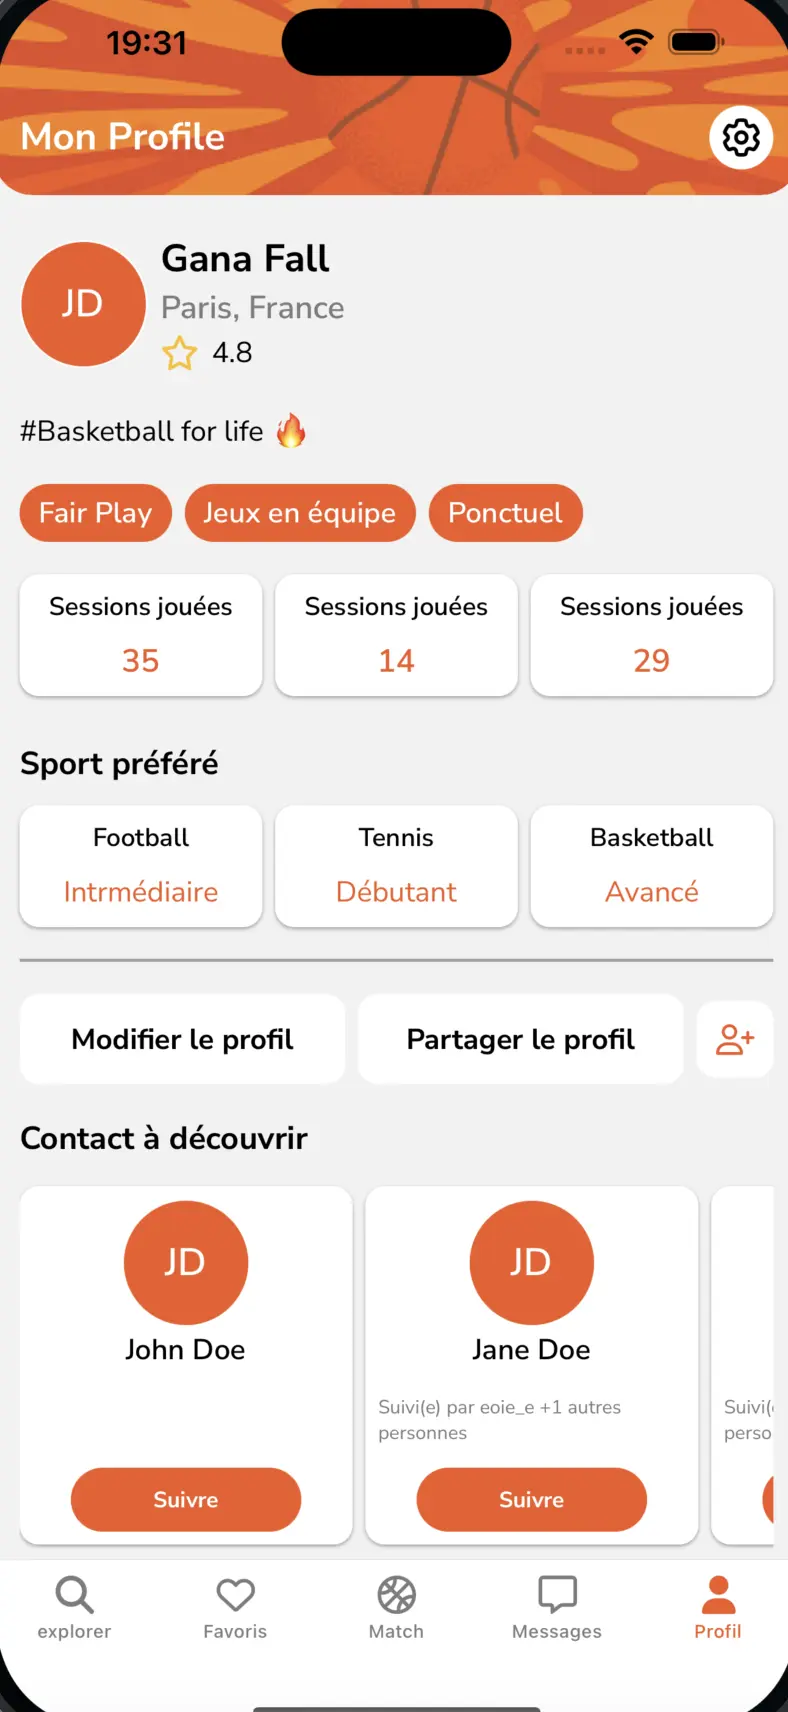 19:31
Mon Profile
JD
Gana Fall
Paris, France
4.8
#Basketball for life 🔥
Fair Play
Jeux en équipe
Ponctuel
Sessions jouées
35
Sessions jouées
14
Sessions jouées
29
Sport préféré
Football
Intrmédiaire
Tennis
Débutant
Basketball
Avancé
Modifier le profil
Partager le profil
Contact à découvrir
JD
John Doe
Suivre
JD
Jane Doe
Suivi(e) par eoie_e +1 autres
personnes
Suivre
Suivi(
perso
explorer
Favoris
Match
Messages
Profil